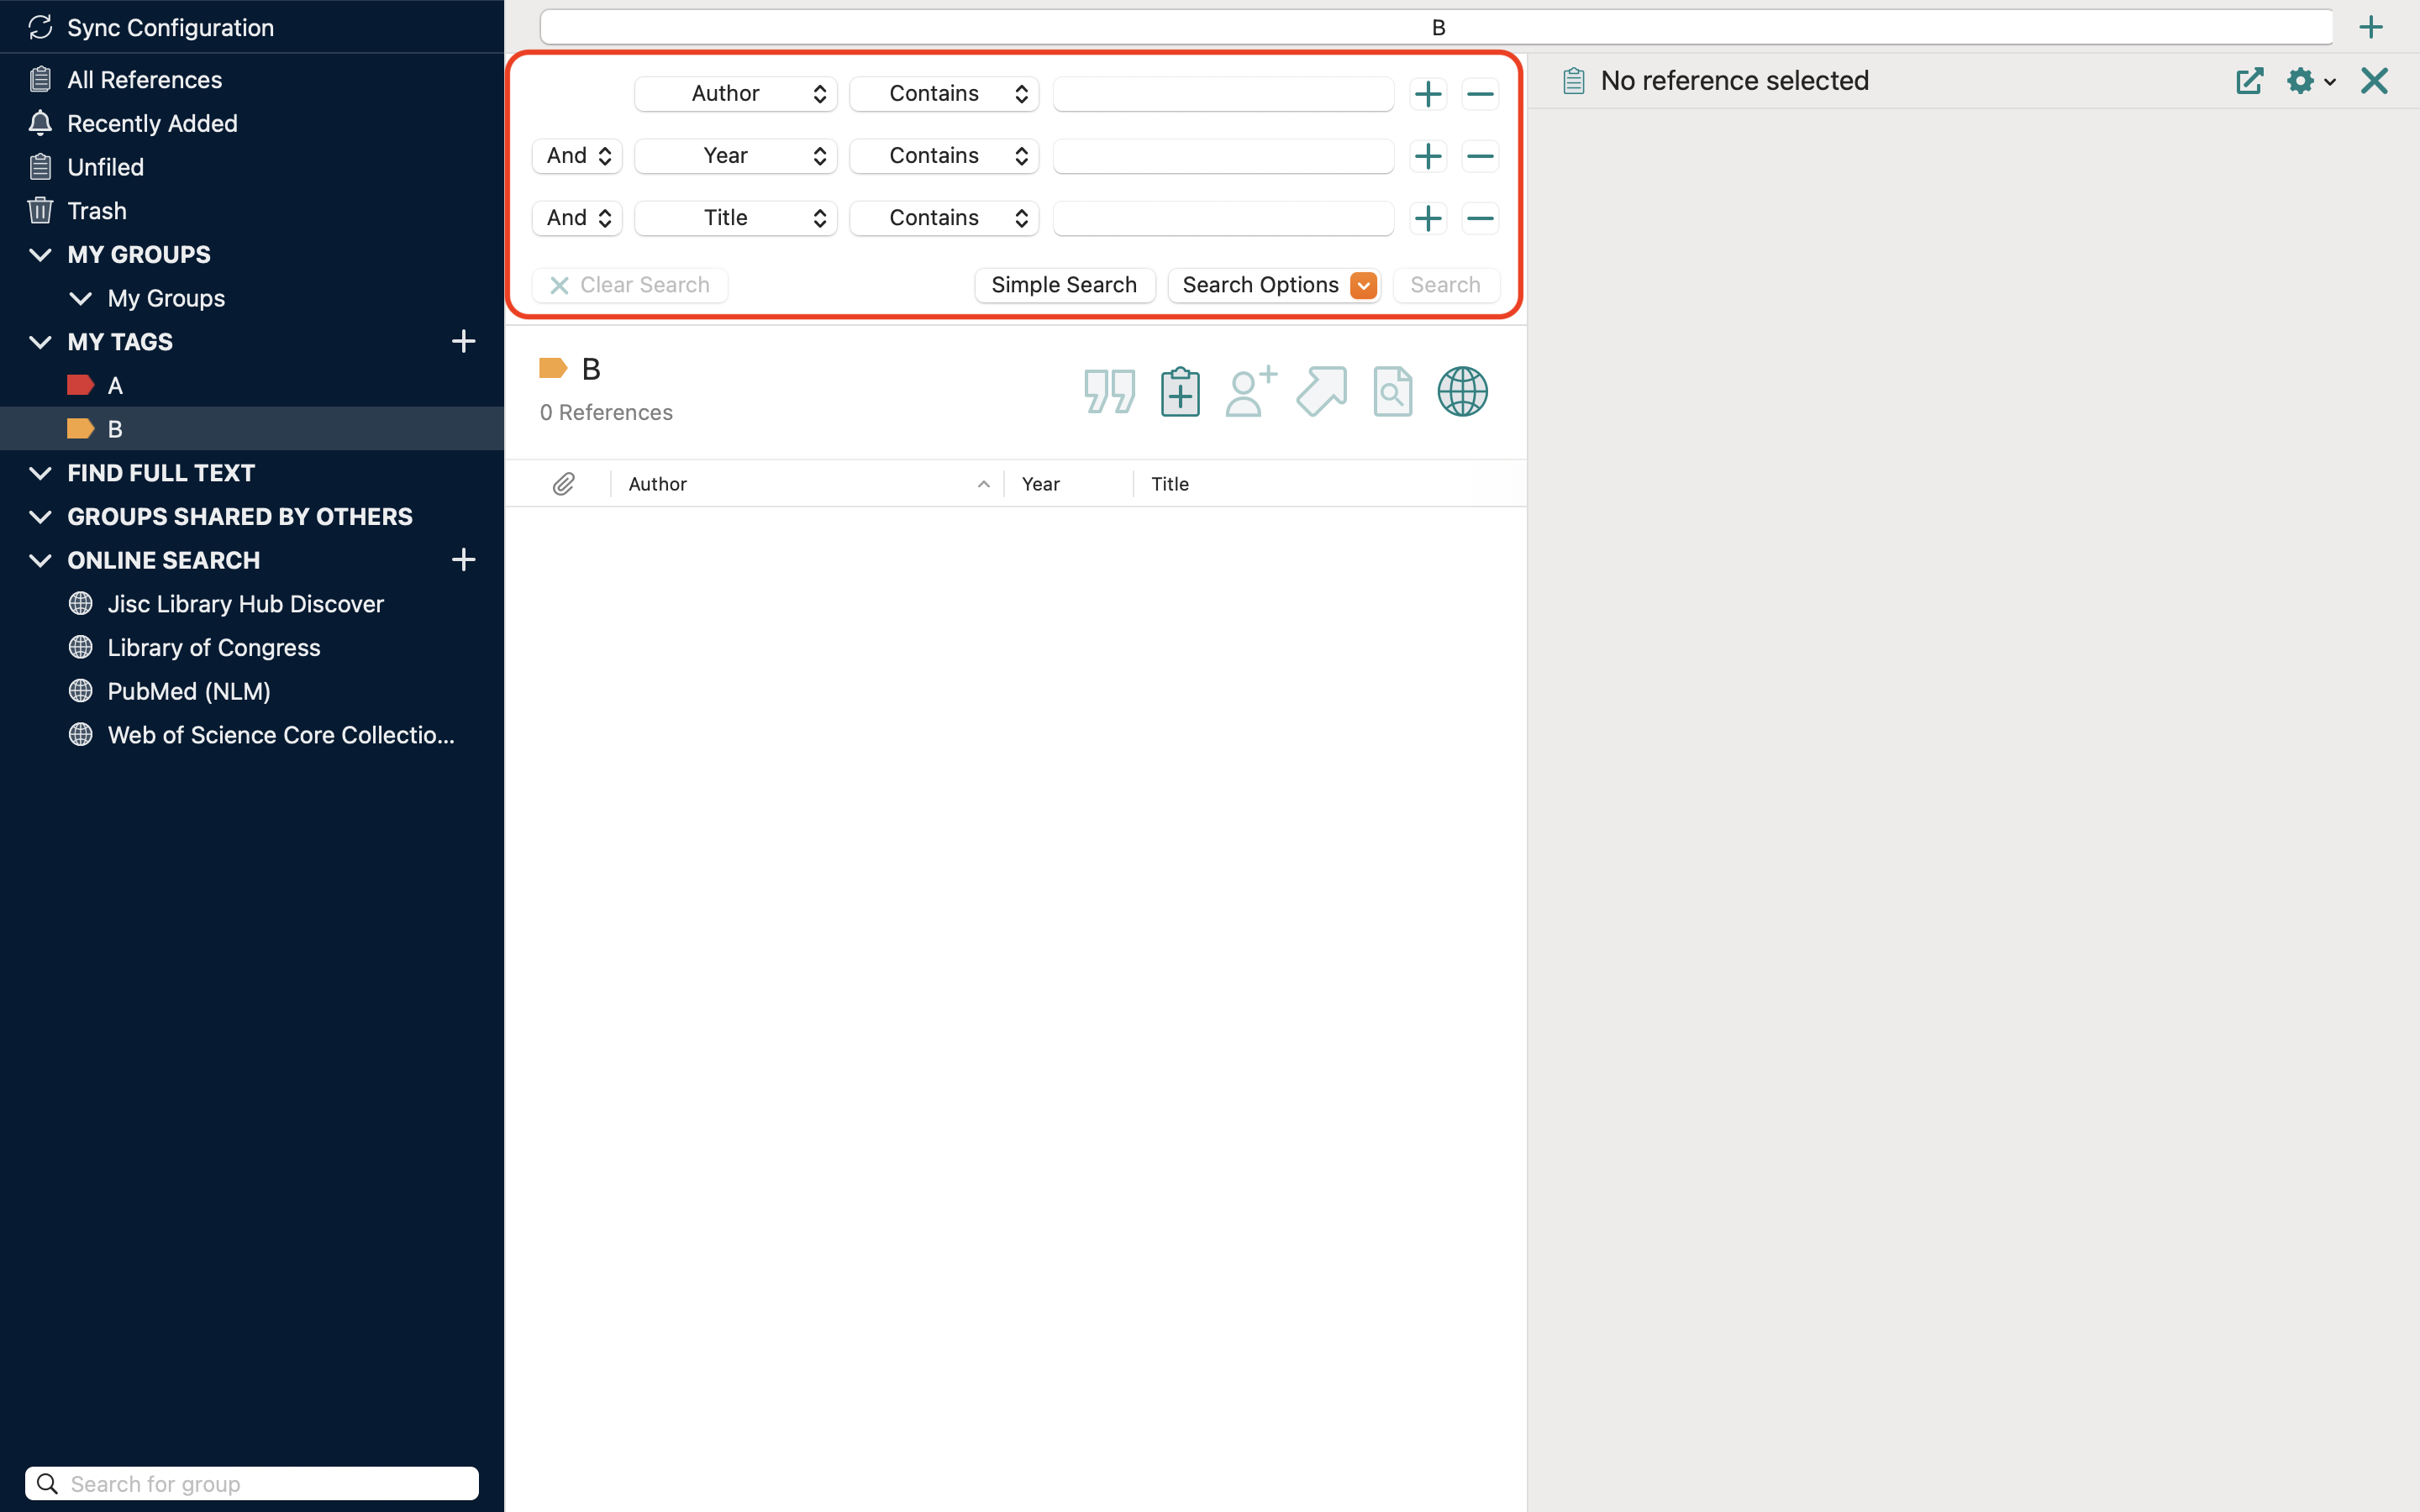 Sync Configuration
All References
Recently Added
Unfiled
Trash
MY GROUPS
My Groups
MY TAGS
A
B
FIND FULL TEXT
GROUPS SHARED BY OTHERS
ONLINE SEARCH
Jisc Library Hub Discover
Library of Congress
PubMed (NLM)
Web of Science Core Collectio...
Search for group
B
Author Contains
And Year Contains
And Title Contains
Clear Search Simple Search Search Options Search
B
0 References
Author Year Title
No reference selected